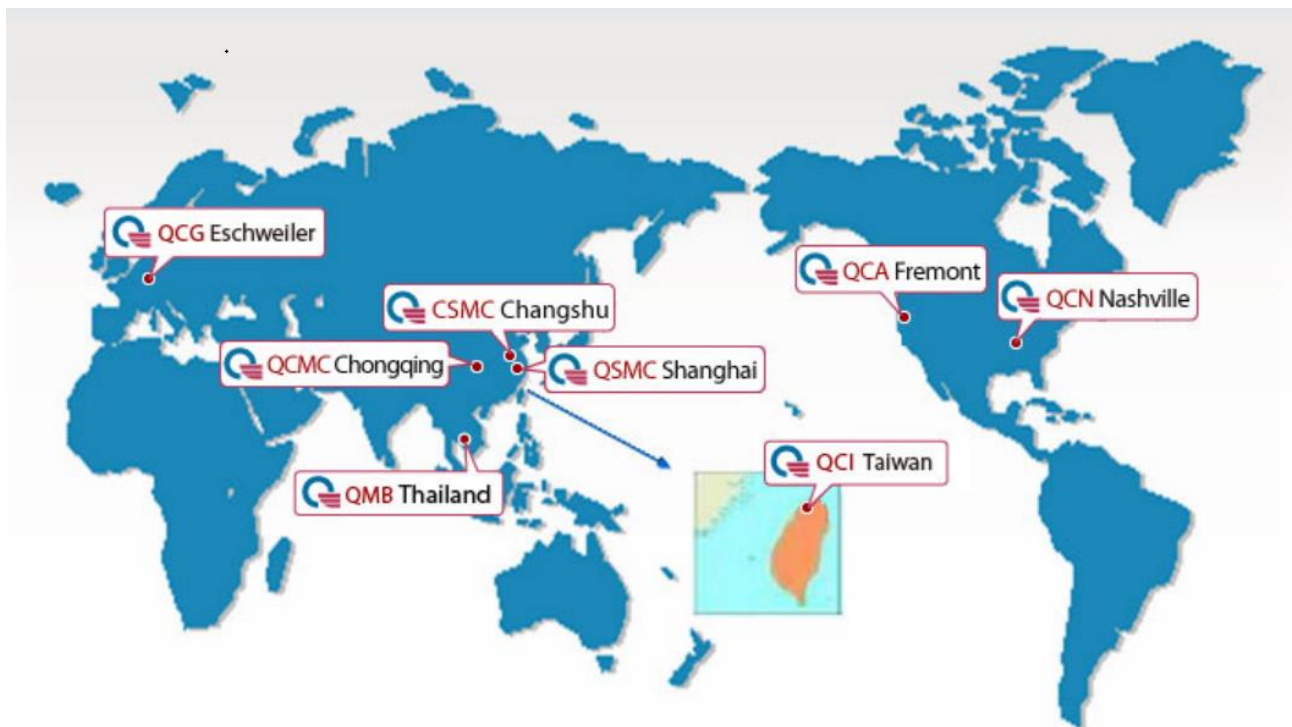 QCG Eschweiler
QCA Fremont
QCN Nashville
CSMC Changshu
QCMC Chongqing
QSMC Shanghai
QCI Taiwan
QMB Thailand